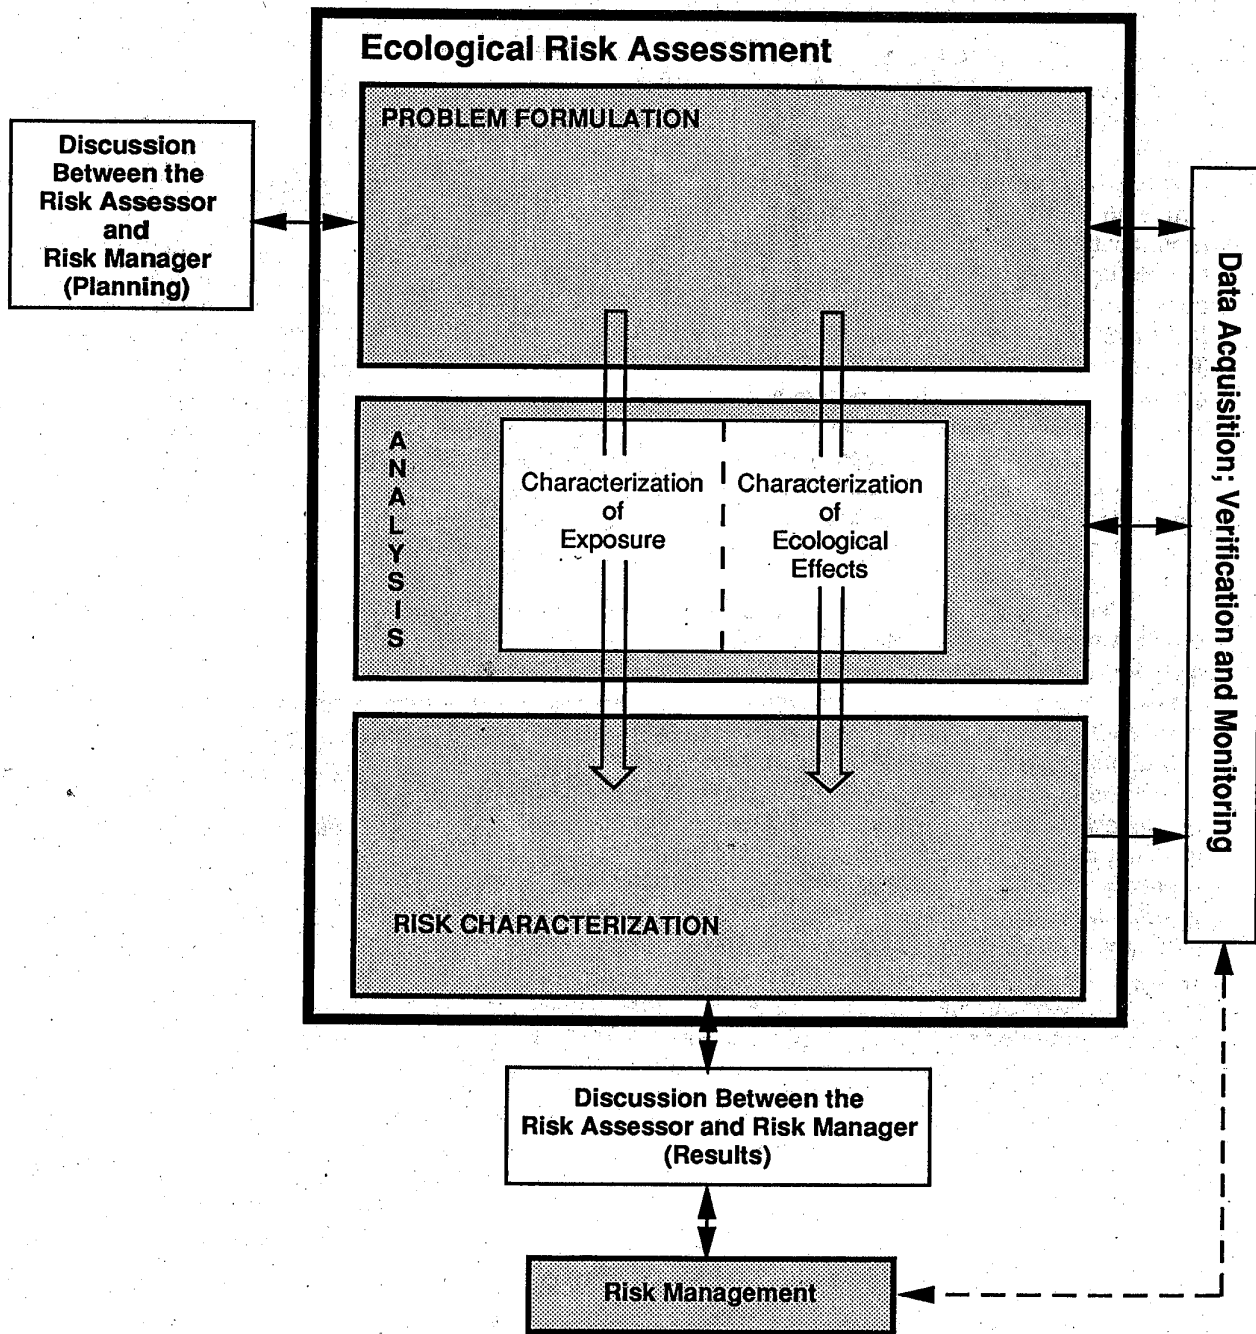 Ecological Risk Assessment
PROBLEM FORMULATION
Discussion
Between the
Risk Assessor
and
Risk Manager
(Planning)
ANALYSIS
Characterization
of
Exposure
Characterization
of
Ecological
Effects
Data Acquisition; Verification and Monitoring
RISK CHARACTERIZATION
Discussion Between the
Risk Assessor and Risk Manager
(Results)
Risk Management